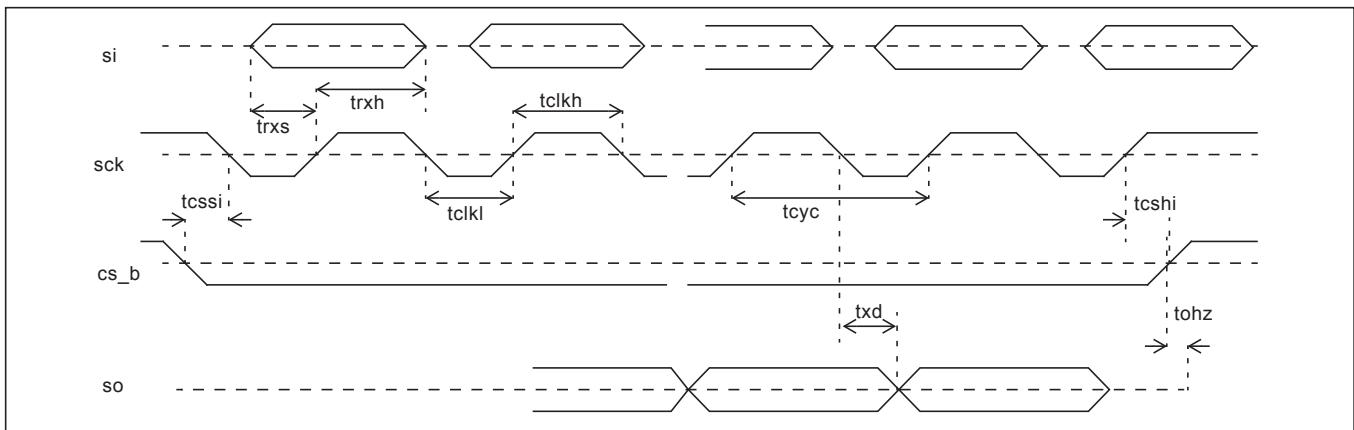 si
trxs
trxh
tclkh
sck
tcssi
tclkl
tcyc
tcshi
cs_b
txd
tohz
so